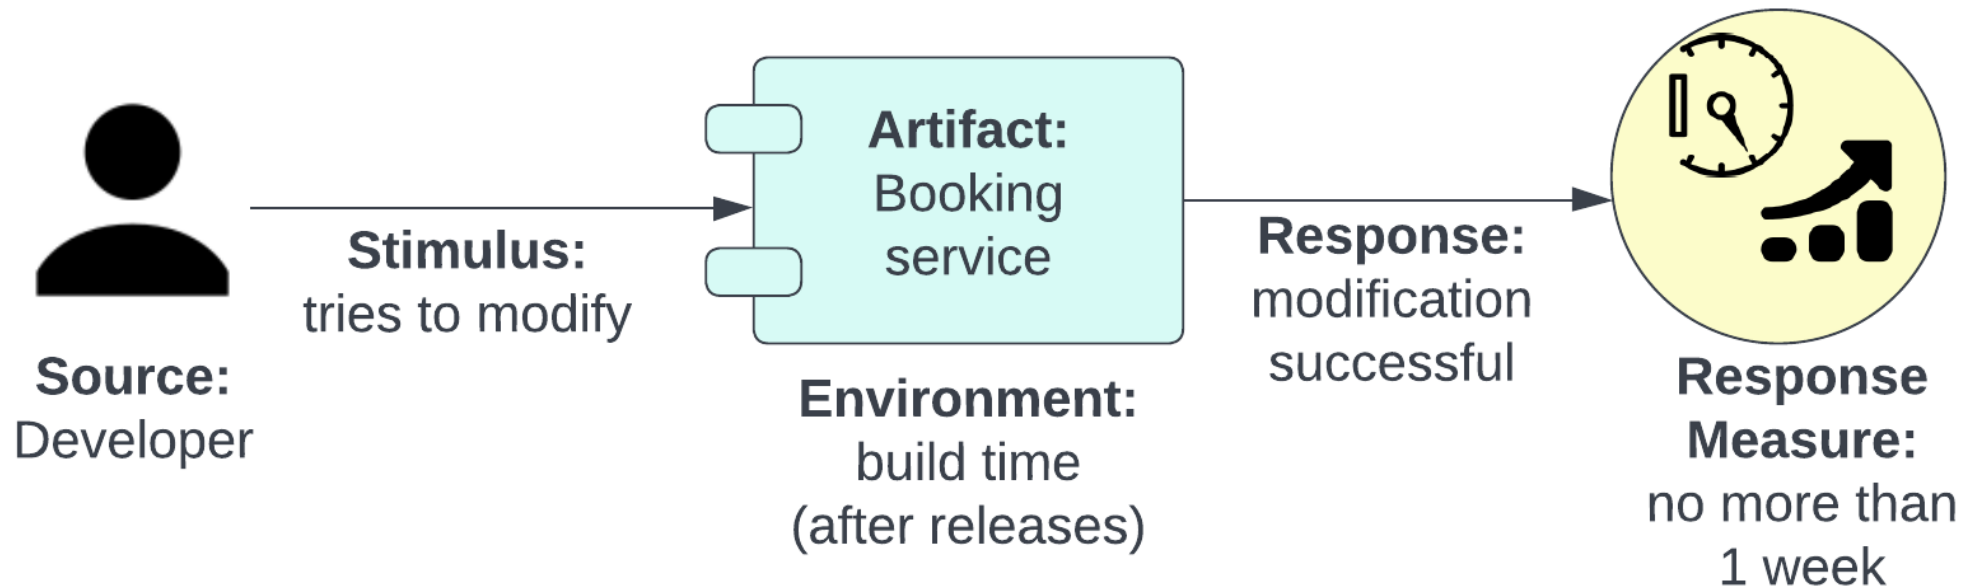 Source:
Developer
Stimulus:
tries to modify
Artifact:
Booking
service
Environment:
build time
(after releases)
Response:
modification
successful
Response
Measure:
no more than
1 week